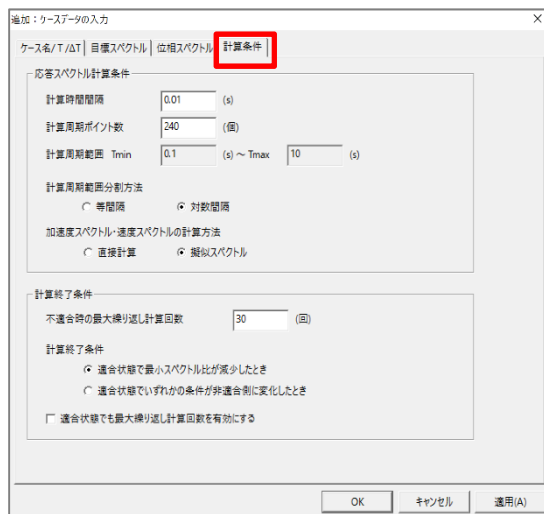 追加：ケースデータの入力 ×
ケース名/T/ΔT 目標スペクトル 位相スペクトル 計算条件
応答スペクトル計算条件
計算時間間隔 0.01 (s)
計算周期ポイント数 240 (個)
計算周期範囲 Tmin 0.1 (s) ～ Tmax 10 (s)
計算周期範囲分割方法
等間隔 対数間隔
加速度スペクトル・速度スペクトルの計算方法
直接計算 擬似スペクトル
計算終了条件
不適合時の最大繰り返し計算回数 30 (回)
計算終了条件
適合状態で最小スペクトル比が減少したとき
適合状態でいずれかの条件が非適合側に変化したとき
適合状態でも最大繰り返し計算回数を有効にする
OK キャンセル 適用(A)